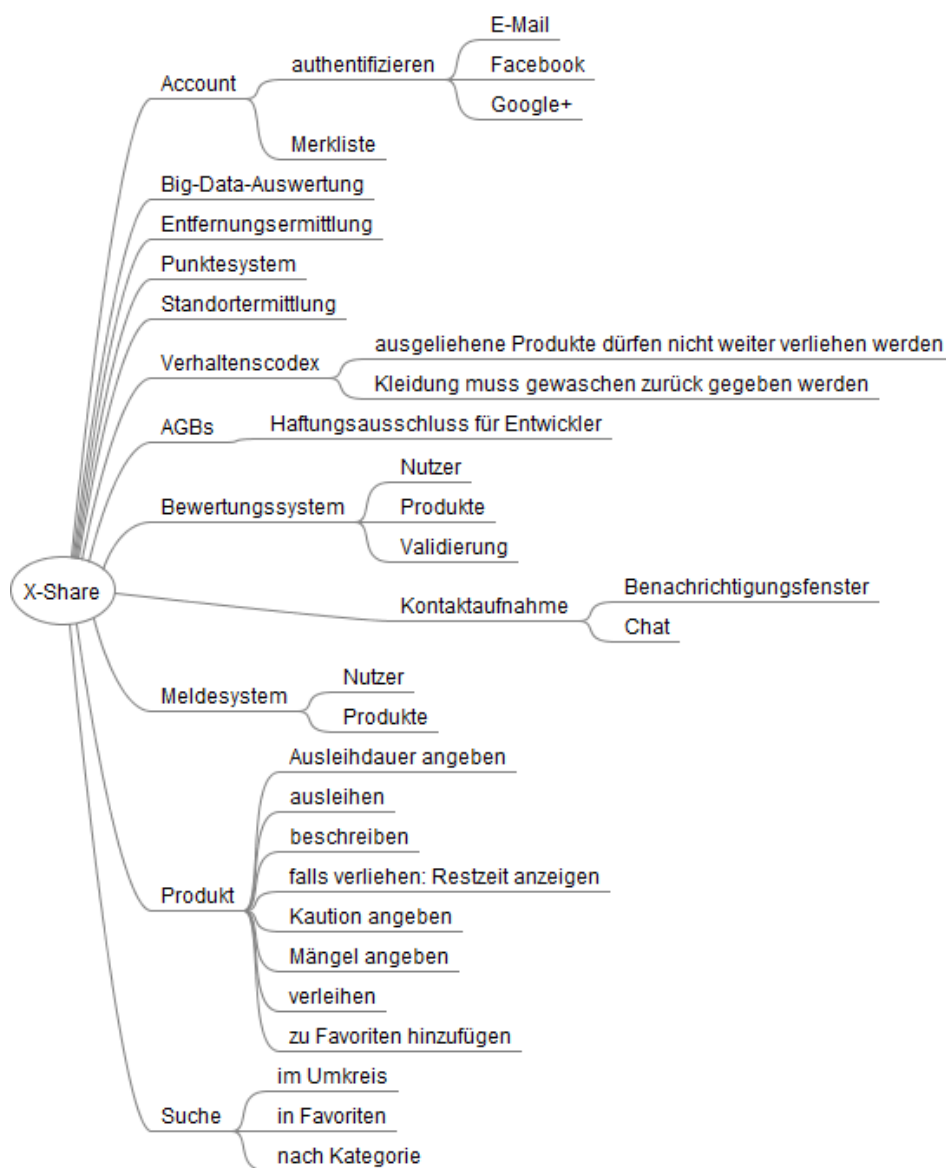 E-Mail
authentifizieren
Facebook
Account
Google+
Merkliste
Big-Data-Auswertung
Entfernungsermittlung
Punktesystem
Standortermittlung
ausgeliehene Produkte dürfen nicht weiter verliehen werden
Verhaltenscodex
Kleidung muss gewaschen zurück gegeben werden
AGBs
Haftungsausschluss für Entwickler
Nutzer
Bewertungssystem
Produkte
Validierung
X-Share
Benachrichtigungsfenster
Kontaktaufnahme
Chat
Nutzer
Meldesystem
Produkte
Ausleihdauer angeben
ausleihen
beschreiben
falls verliehen: Restzeit anzeigen
Produkt
Kaution angeben
Mängel angeben
verleihen
zu Favoriten hinzufügen
im Umkreis
Suche
in Favoriten
nach Kategorie